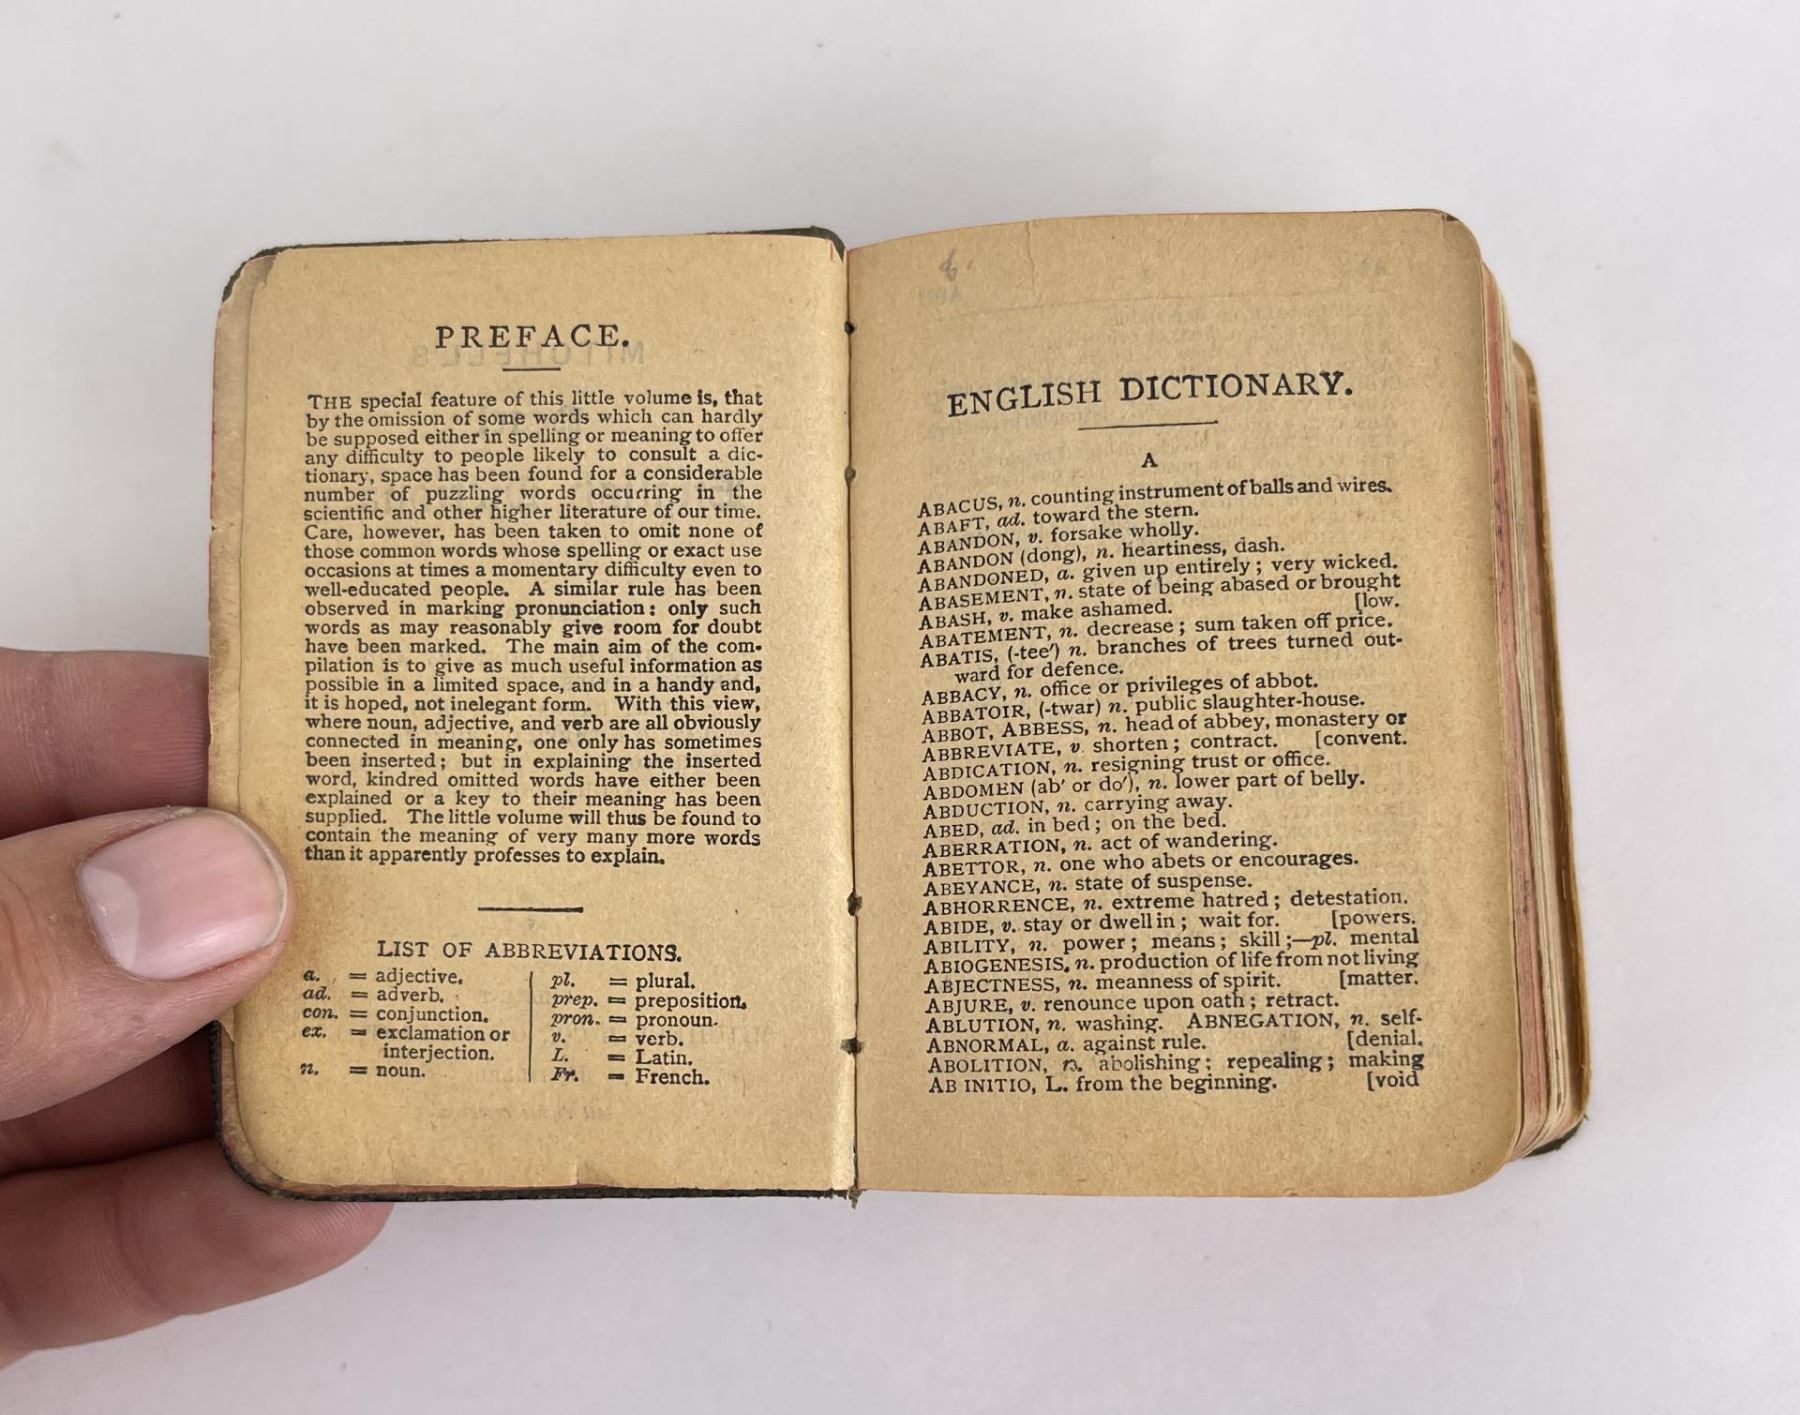 PREFACE.
THE special feature of this little volume is, that
by the omission of some words which can hardly
be supposed either in spelling or meaning to offer
any difficulty to people likely to consult a dic-
tionary, space has been found for a considerable
number of puzzling words occurring in the
scientific and other higher literature of our time.
Care, however, has been taken to omit none of
those common words whose spelling or exact use
occasions at times a momentary difficulty even to
well-educated people. A similar rule has been
observed in marking pronunciation: only such
words as may reasonably give room for doubt
have been marked. The main aim of the com-
pilation is to give as much useful information as
possible in a limited space, and in a handy and,
it is hoped, not inelegant form. With this view,
where noun, adjective, and verb are all obviously
connected in meaning, one only has sometimes
been inserted; but in explaining the inserted
word, kindred omitted words have either been
explained or a key to their meaning has been
supplied. The little volume will thus be found to
contain the meaning of very many more words
than it apparently professes to explain.
LIST OF ABBREVIATIONS.
a. = adjective.
ad. = adverb.
con. = conjunction.
ex. = exclamation or
interjection.
n. = noun.
pl. = plural.
prep. = preposition.
pron. = pronoun.
v. = verb.
L. = Latin.
Fr. = French.
ENGLISH DICTIONARY.
A
ABACUS, n. counting instrument of balls and wires.
ABAFT, ad. toward the stern.
ABANDON, v. forsake wholly.
ABANDON (dong), n. heartiness, dash.
ABANDONED, a. given up entirely; very wicked.
ABASEMENT, n. state of being abased or brought
ABASH, v. make ashamed. [low.
ABATEMENT, n. decrease; sum taken off price.
ABATIS, (-tee′) n. branches of trees turned out-
ward for defence.
ABBACY, n. office or privileges of abbot.
ABBATOIR, (-twar) n. public slaughter-house.
ABBOT, ABBESS, n. head of abbey, monastery or
ABBREVIATE, v. shorten; contract. [convent.
ABDICATION, n. resigning trust or office.
ABDOMEN (ab′ or do′), n. lower part of belly.
ABDUCTION, n. carrying away.
ABED, ad. in bed; on the bed.
ABERRATION, n. act of wandering.
ABETTOR, n. one who abets or encourages.
ABEYANCE, n. state of suspense.
ABHORRENCE, n. extreme hatred; detestation.
ABIDE, v. stay or dwell in; wait for. [powers.
ABILITY, n. power; means; skill;—pl. mental
ABIOGENESIS, n. production of life from not living
ABJECTNESS, n. meanness of spirit. [matter.
ABJURE, v. renounce upon oath; retract.
ABLUTION, n. washing. ABNEGATION, n. self-
ABNORMAL, a. against rule. [denial.
ABOLITION, n. abolishing; repealing; making
AB INITIO, L. from the beginning. [void